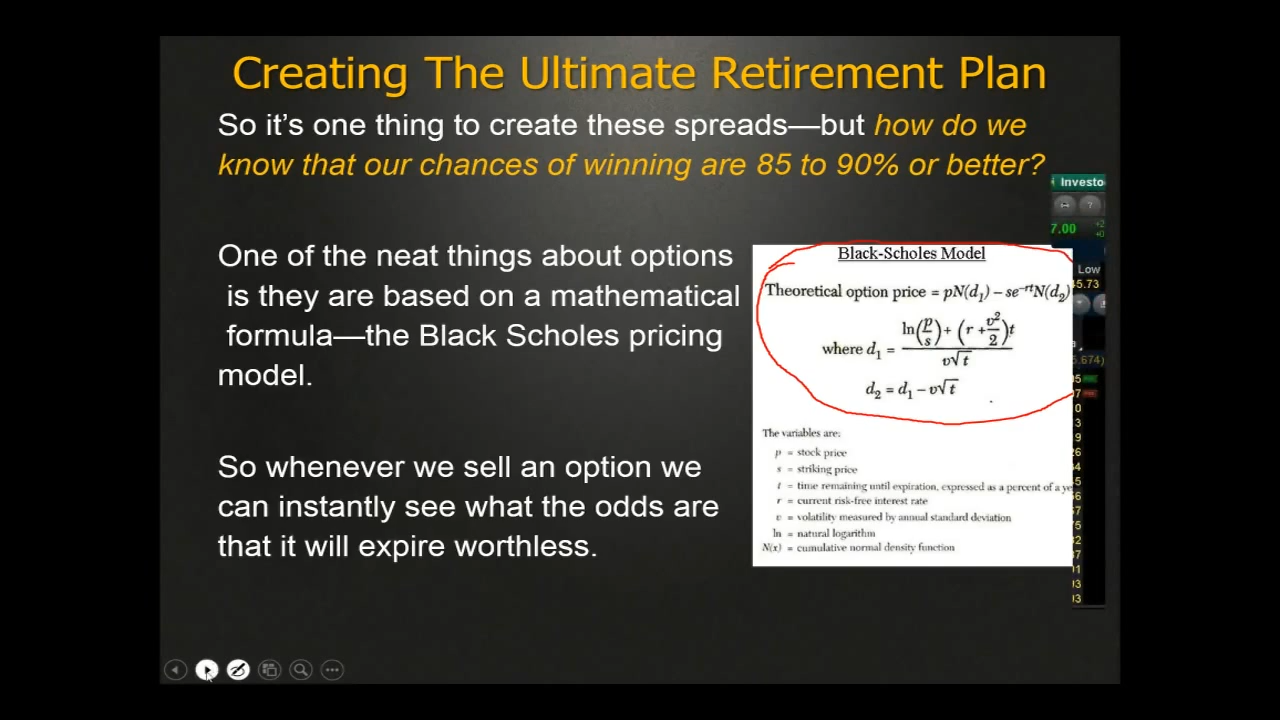 Creating The Ultimate Retirement Plan
So it's one thing to create these spreads—but how do we
know that our chances of winning are 85 to 90% or better?
One of the neat things about options
is they are based on a mathematical
formula—the Black Scholes pricing
model.
So whenever we sell an option we
can instantly see what the odds are
that it will expire worthless.
Black-Scholes Model
Theoretical option price = pN(d₁) – se⁻ʳᵗN(d₂)
where d₁ = (ln(p/s) + (r + v²/2)t) / (v√t)
d₂ = d₁ – v√t
The variables are:
p = stock price
s = striking price
t = time remaining until expiration, expressed as a percent of a ye
r = current risk-free interest rate
v = volatility measured by annual standard deviation
ln = natural logarithm
N(x) = cumulative normal density function
Investo
7.00
Low